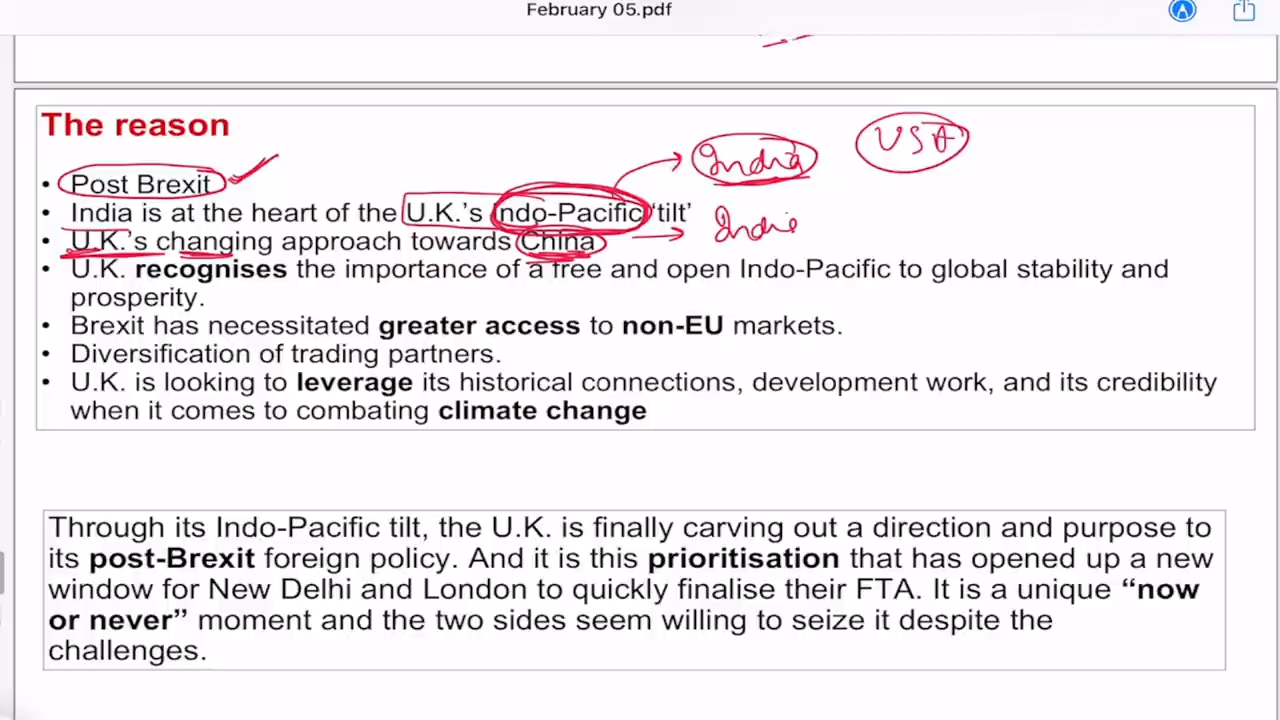 February 05.pdf
The reason
India
USA
• Post Brexit
• India is at the heart of the U.K.'s Indo-Pacific 'tilt'
• U.K.'s changing approach towards China
India
• U.K. recognises the importance of a free and open Indo-Pacific to global stability and
prosperity.
• Brexit has necessitated greater access to non-EU markets.
• Diversification of trading partners.
• U.K. is looking to leverage its historical connections, development work, and its credibility
when it comes to combating climate change
Through its Indo-Pacific tilt, the U.K. is finally carving out a direction and purpose to
its post-Brexit foreign policy. And it is this prioritisation that has opened up a new
window for New Delhi and London to quickly finalise their FTA. It is a unique “now
or never” moment and the two sides seem willing to seize it despite the
challenges.